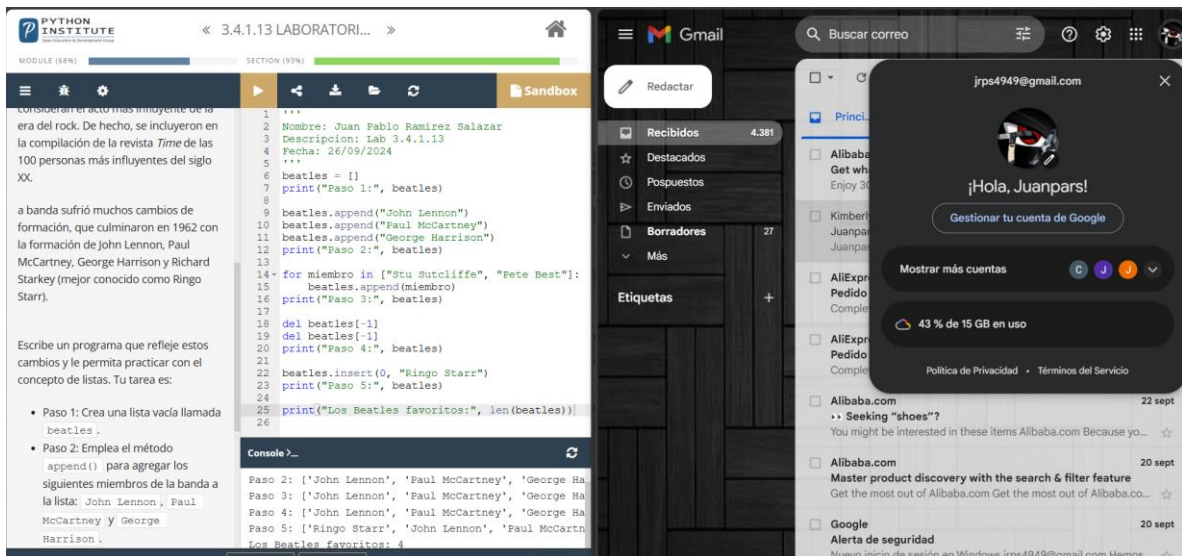 PYTHON
INSTITUTE
Open Education & Development Group
« 3.4.1.13 LABORATORI... »
MODULE (68%)
SECTION (93%)
Sandbox
consideran el acto más influyente de la
era del rock. De hecho, se incluyeron en
la compilación de la revista Time de las
100 personas más influyentes del siglo
XX.
a banda sufrió muchos cambios de
formación, que culminaron en 1962 con
la formación de John Lennon, Paul
McCartney, George Harrison y Richard
Starkey (mejor conocido como Ringo
Starr).
Escribe un programa que refleje estos
cambios y le permita practicar con el
concepto de listas. Tu tarea es:
• Paso 1: Crea una lista vacía llamada
beatles .
• Paso 2: Emplea el método
append() para agregar los
siguientes miembros de la banda a
la lista: John Lennon , Paul
McCartney y George
Harrison .
1 '''
2 Nombre: Juan Pablo Ramirez Salazar
3 Descripcion: Lab 3.4.1.13
4 Fecha: 26/09/2024
5 '''
6 beatles = []
7 print("Paso 1:", beatles)
8
9 beatles.append("John Lennon")
10 beatles.append("Paul McCartney")
11 beatles.append("George Harrison")
12 print("Paso 2:", beatles)
13
14 for miembro in ["Stu Sutcliffe", "Pete Best"]:
15 beatles.append(miembro)
16 print("Paso 3:", beatles)
17
18 del beatles[-1]
19 del beatles[-1]
20 print("Paso 4:", beatles)
21
22 beatles.insert(0, "Ringo Starr")
23 print("Paso 5:", beatles)
24
25 print("Los Beatles favoritos:", len(beatles))
26
Console >_
Paso 2: ['John Lennon', 'Paul McCartney', 'George Ha
Paso 3: ['John Lennon', 'Paul McCartney', 'George Ha
Paso 4: ['John Lennon', 'Paul McCartney', 'George Ha
Paso 5: ['Ringo Starr', 'John Lennon', 'Paul McCartn
Los Beatles favoritos: 4
Gmail
Buscar correo
Redactar
Recibidos 4.381
Destacados
Pospuestos
Enviados
Borradores 27
Más
Etiquetas +
Princi..
Alibaba
Get wh
Enjoy 30
Kimberl
Juanpa
Juanpa
AliExpr
Pedido
Comple
AliExpr
Pedido
Comple
jrps4949@gmail.com
¡Hola, Juanpars!
Gestionar tu cuenta de Google
Mostrar más cuentas C J J
43 % de 15 GB en uso
Política de Privacidad • Términos del Servicio
Alibaba.com 22 sept
👀 Seeking "shoes"?
You might be interested in these items Alibaba.com Because yo...
Alibaba.com 20 sept
Master product discovery with the search & filter feature
Get the most out of Alibaba.com Get the most out of Alibaba.co...
Google 20 sept
Alerta de seguridad
Nuevo inicio de sesión en Windows jrps4949@gmail.com Hemos